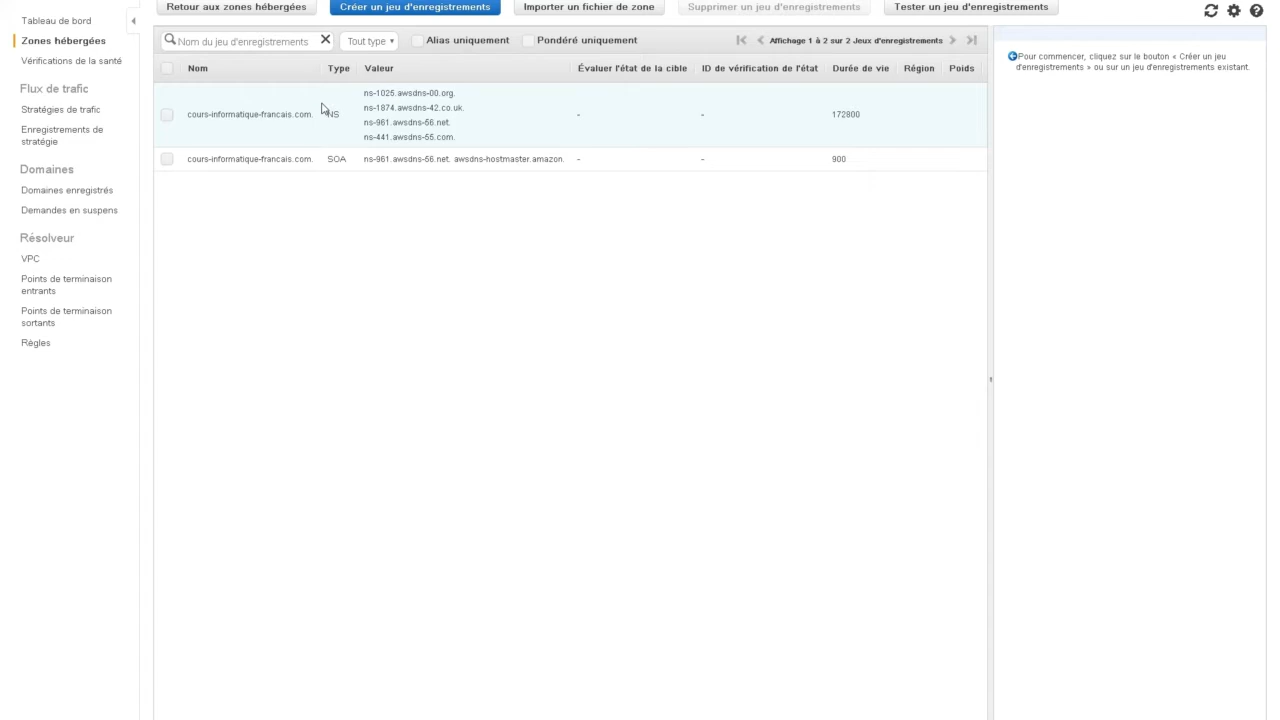 Retour aux zones hébergées
Créer un jeu d'enregistrements
Importer un fichier de zone
Supprimer un jeu d'enregistrements
Tester un jeu d'enregistrements
Tableau de bord
Zones hébergées
Vérifications de la santé
Flux de trafic
Stratégies de trafic
Enregistrements de
stratégie
Domaines
Domaines enregistrés
Demandes en suspens
Résolveur
VPC
Points de terminaison
entrants
Points de terminaison
sortants
Règles
Nom du jeu d'enregistrements
Tout type
Alias uniquement
Pondéré uniquement
Affichage 1 à 2 sur 2 Jeux d'enregistrements
Nom Type Valeur Évaluer l'état de la cible ID de vérification de l'état Durée de vie Région Poids
cours-informatique-francais.com. NS
ns-1025.awsdns-00.org.
ns-1874.awsdns-42.co.uk.
ns-961.awsdns-56.net.
ns-441.awsdns-55.com.
- - 172800
cours-informatique-francais.com. SOA ns-961.awsdns-56.net. awsdns-hostmaster.amazon. - - 900
Pour commencer, cliquez sur le bouton « Créer un jeu
d'enregistrements » ou sur un jeu d'enregistrements existant.